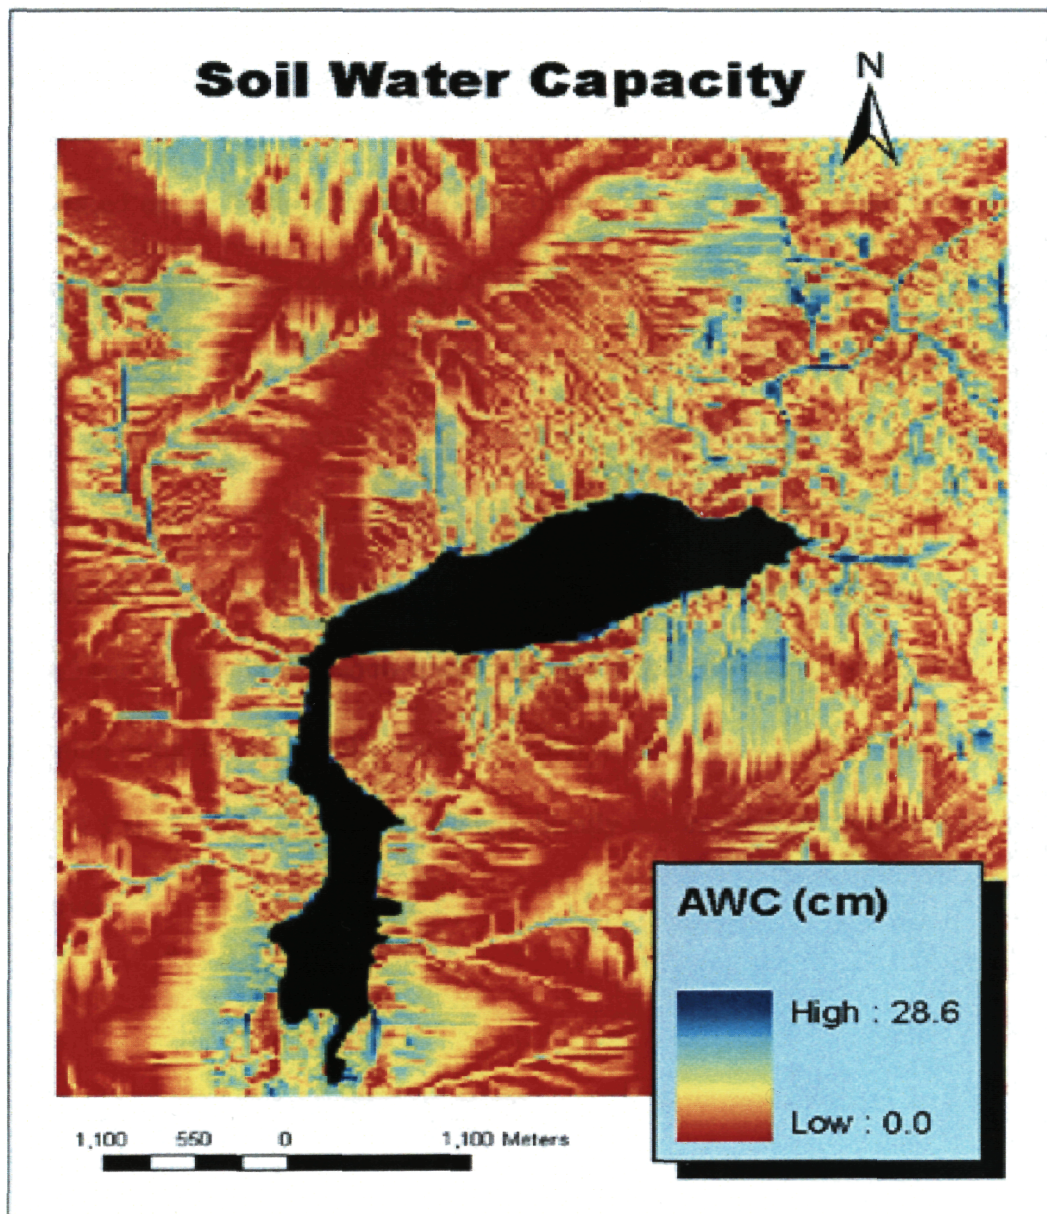 Soil Water Capacity
N
AWC (cm)
High : 28.6
Low : 0.0
1,100 550 0 1,100 Meters